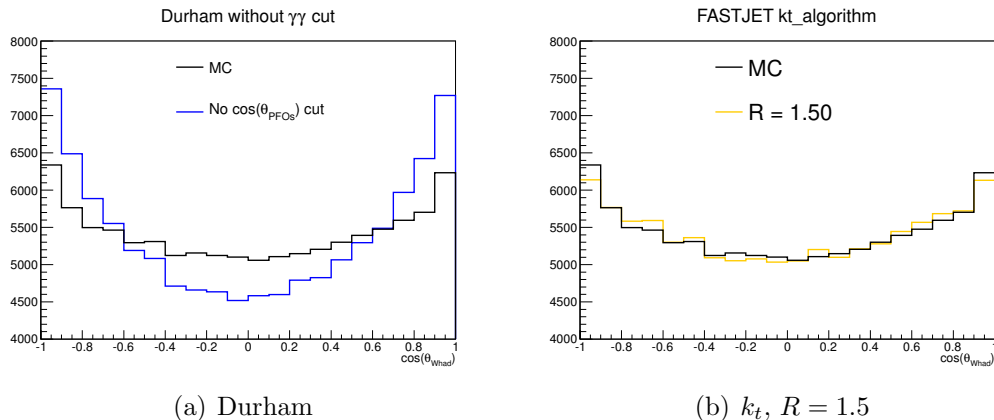 Durham without γγ cut
MC
No cos(θPFOs) cut
8000
7500
7000
6500
6000
5500
5000
4500
4000
-1 -0.8 -0.6 -0.4 -0.2 0 0.2 0.4 0.6 0.8 1
cos(θWhad)
(a) Durham
FASTJET kt_algorithm
MC
R = 1.50
8000
7500
7000
6500
6000
5500
5000
4500
4000
-1 -0.8 -0.6 -0.4 -0.2 0 0.2 0.4 0.6 0.8 1
cos(θWhad)
(b) kt, R = 1.5